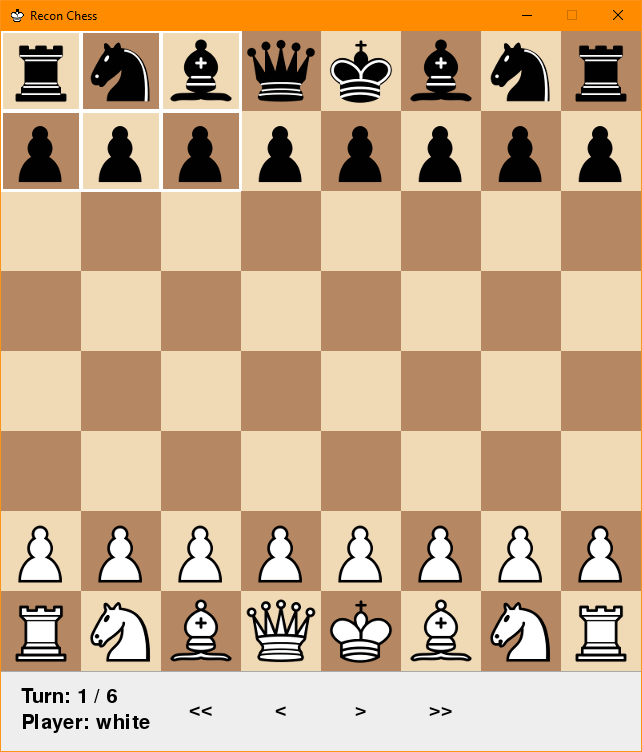 Recon Chess
Turn: 1 / 6
Player: white
<< < > >>